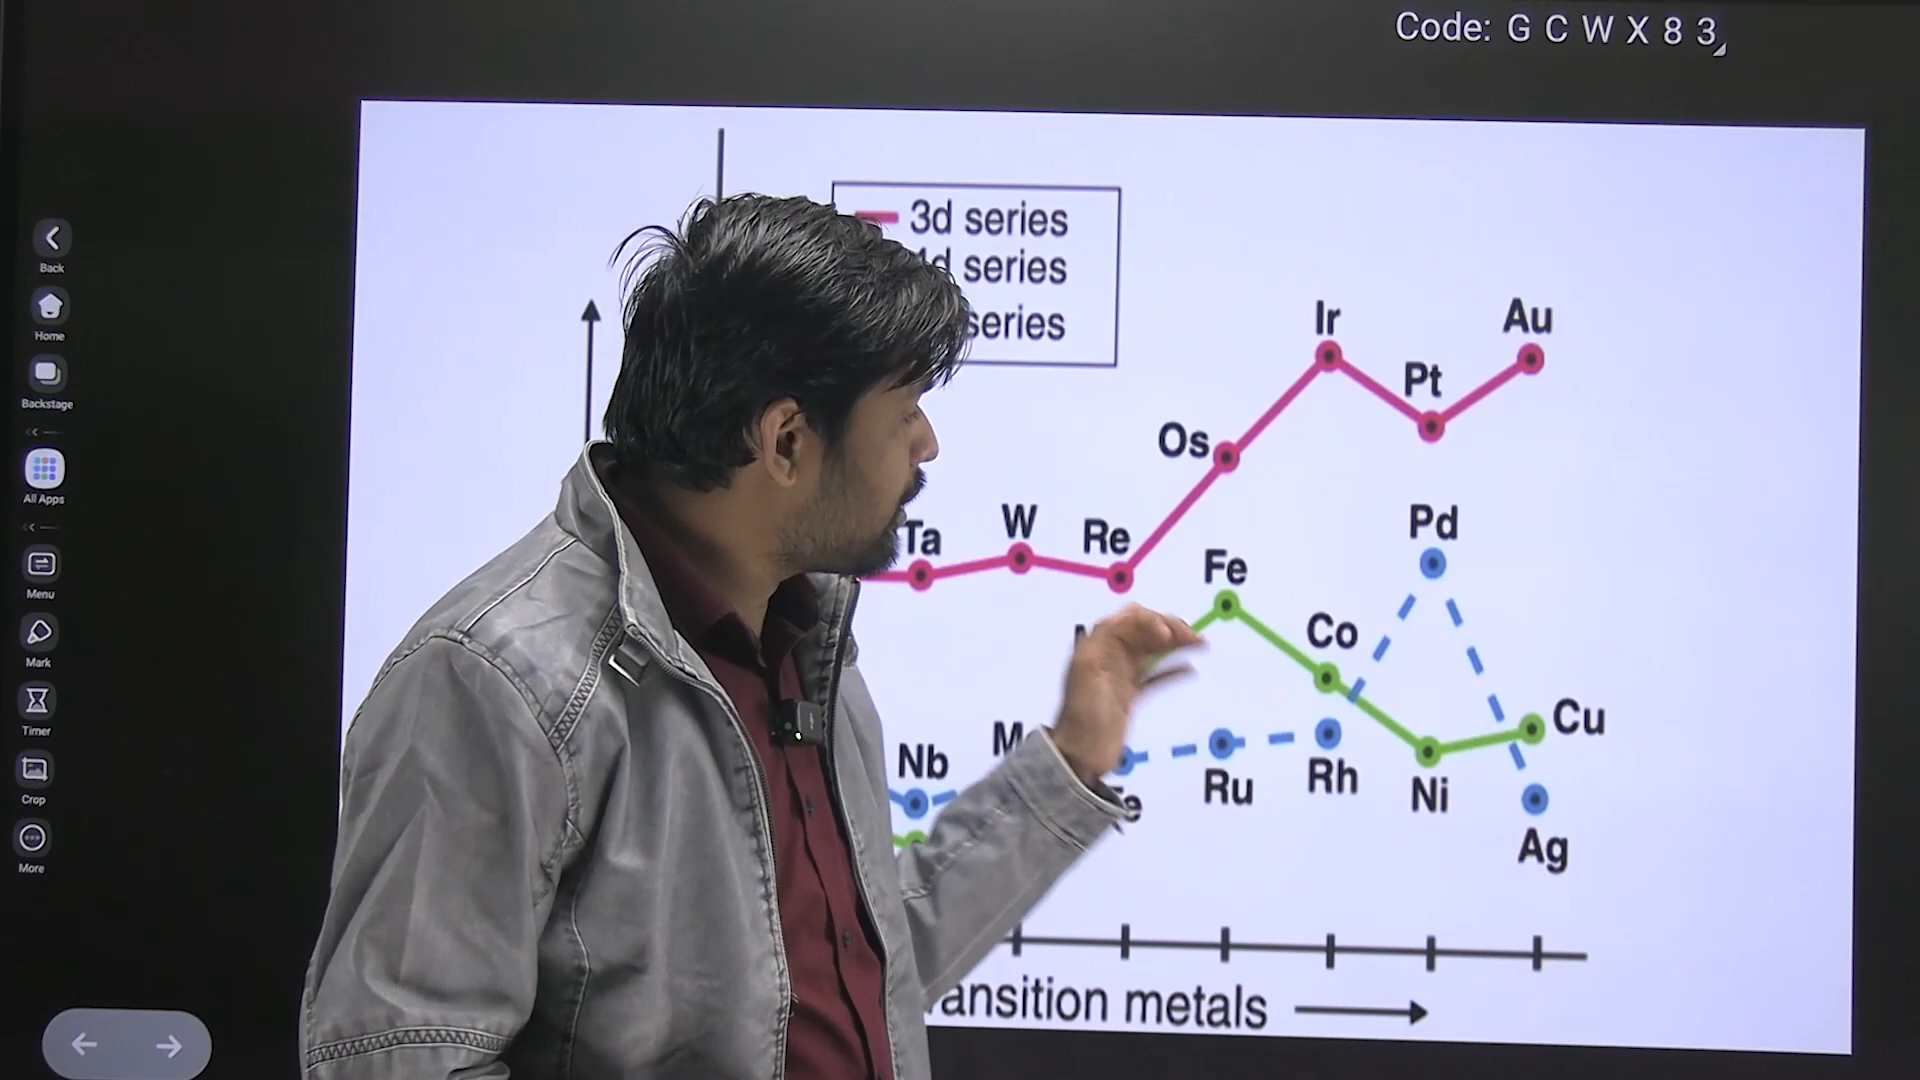 Code: G C W X 8 3
3d series
d series
series
Ir
Au
Pt
Os
Ta
W
Re
Pd
Fe
Co
Cu
Nb
Ru
Rh
Ni
Ag
ansition metals
Back
Home
Backstage
All Apps
Menu
Mark
Timer
Crop
More